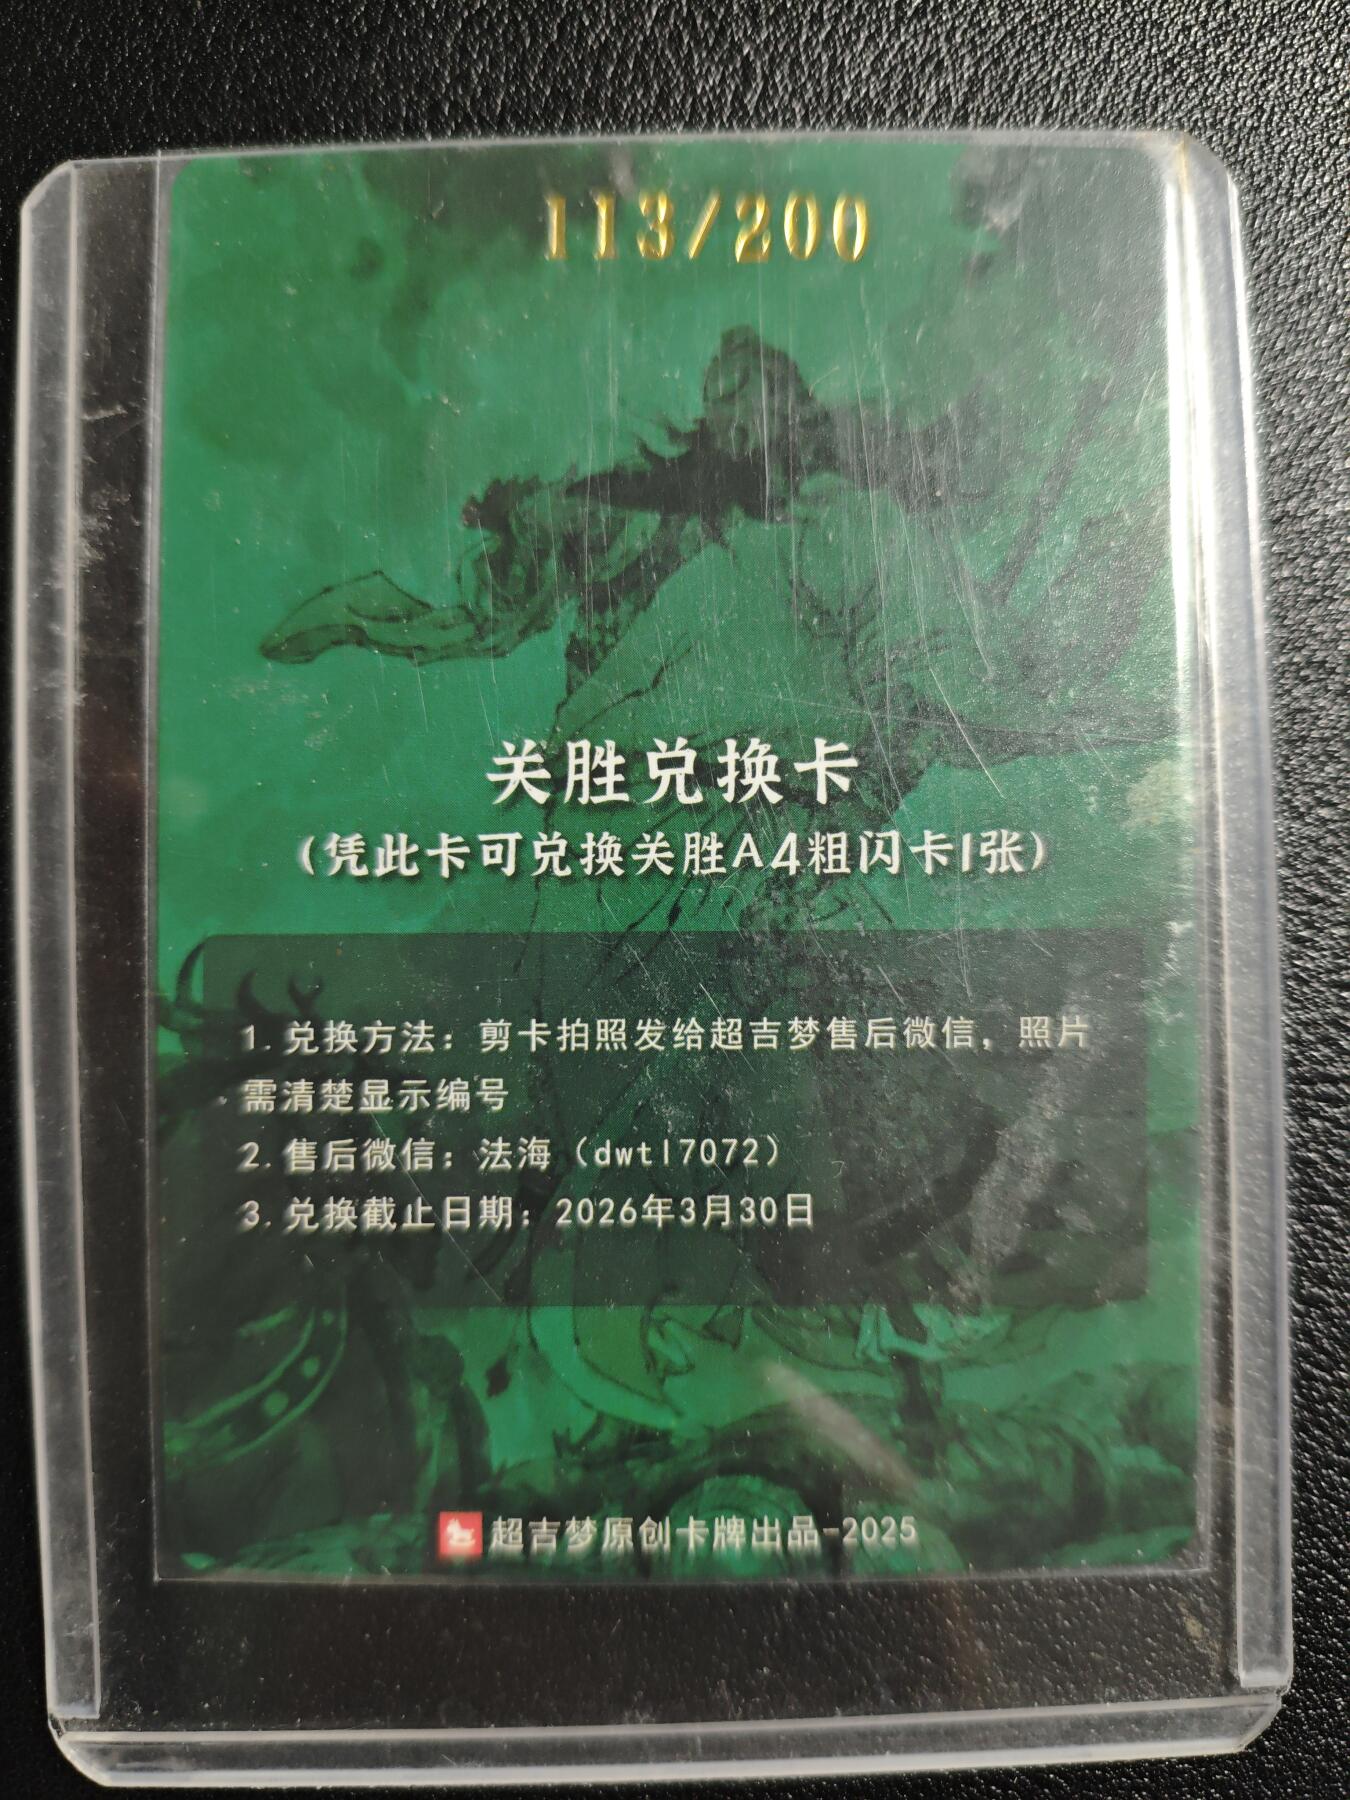 113/200
关胜兑换卡
（凭此卡可兑换关胜A4粗闪卡1张）
1.兑换方法：剪卡拍照发给超吉梦售后微信，照片
需清楚显示编号
2.售后微信：法海（dwt17072）
3.兑换截止日期：2026年3月30日
超吉梦原创卡牌出品-2025